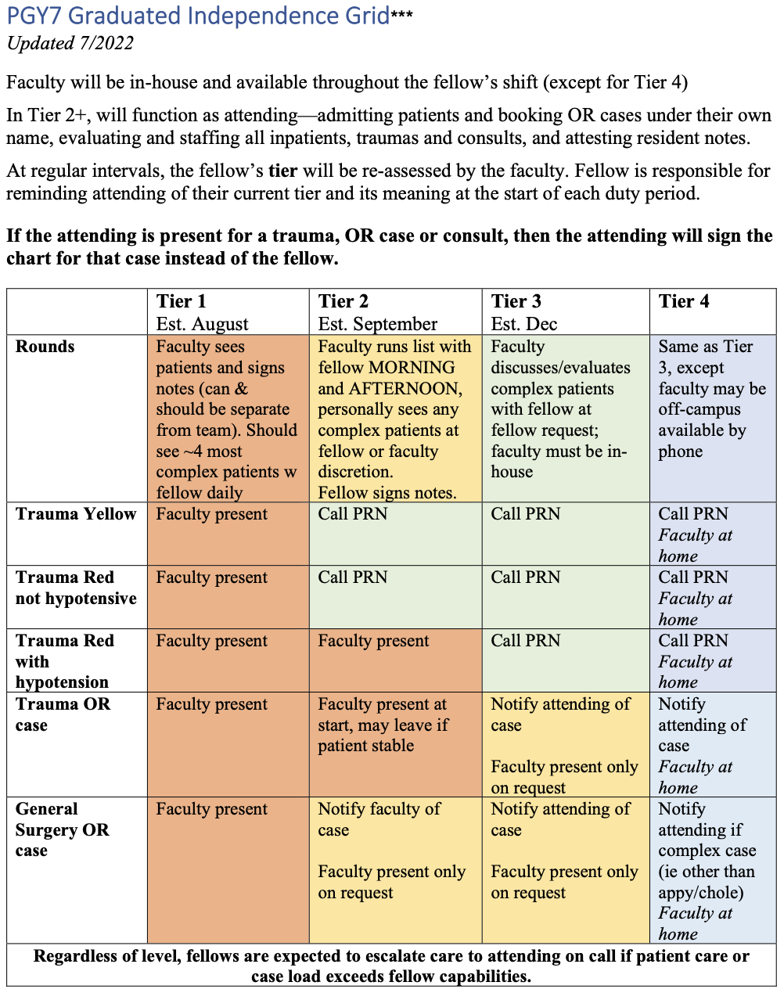 PGY7 Graduated Independence Grid***
Updated 7/2022
Faculty will be in-house and available throughout the fellow's shift (except for Tier 4)
In Tier 2+, will function as attending—admitting patients and booking OR cases under their own
name, evaluating and staffing all inpatients, traumas and consults, and attesting resident notes.
At regular intervals, the fellow's tier will be re-assessed by the faculty. Fellow is responsible for
reminding attending of their current tier and its meaning at the start of each duty period.
If the attending is present for a trauma, OR case or consult, then the attending will sign the
chart for that case instead of the fellow.
Tier 1
Est. August
Tier 2
Est. September
Tier 3
Est. Dec
Tier 4
Rounds
Faculty sees
patients and signs
notes (can &
should be separate
from team). Should
see ~4 most
complex patients w
fellow daily
Faculty runs list with
fellow MORNING
and AFTERNOON,
personally sees any
complex patients at
fellow or faculty
discretion.
Fellow signs notes.
Faculty
discusses/evaluates
complex patients
with fellow at
fellow request;
faculty must be in-
house
Same as Tier
3, except
faculty may be
off-campus
available by
phone
Trauma Yellow
Faculty present
Call PRN
Call PRN
Call PRN
Faculty at
home
Trauma Red
not hypotensive
Faculty present
Call PRN
Call PRN
Call PRN
Faculty at
home
Trauma Red
with
hypotension
Faculty present
Faculty present
Call PRN
Call PRN
Faculty at
home
Trauma OR
case
Faculty present
Faculty present at
start, may leave if
patient stable
Notify attending of
case
Faculty present only
on request
Notify
attending of
case
Faculty at
home
General
Surgery OR
case
Faculty present
Notify faculty of
case
Faculty present only
on request
Notify attending of
case
Faculty present only
on request
Notify
attending if
complex case
(ie other than
appy/chole)
Faculty at
home
Regardless of level, fellows are expected to escalate care to attending on call if patient care or
case load exceeds fellow capabilities.